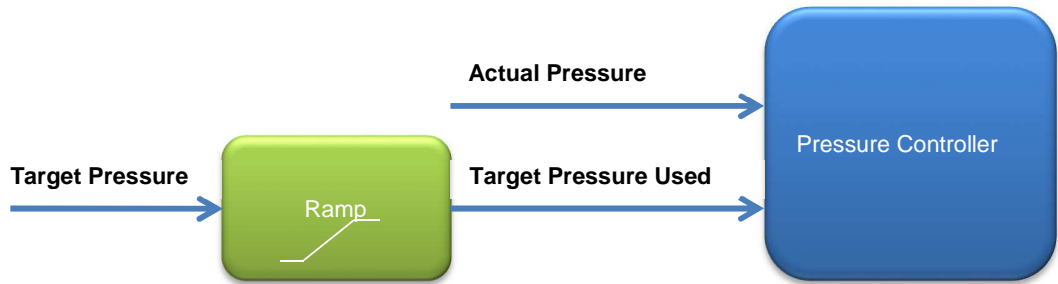 Actual Pressure
Pressure Controller
Target Pressure
Target Pressure Used
Ramp